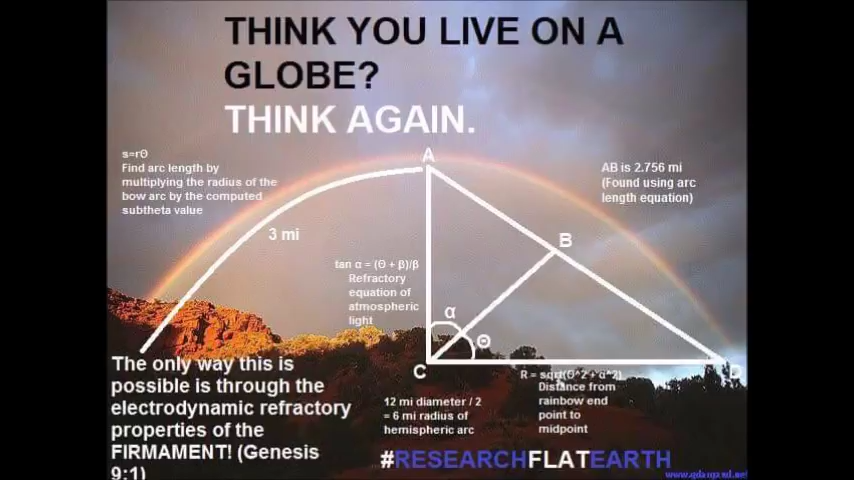 THINK YOU LIVE ON A
GLOBE?
THINK AGAIN.
s=rΘ
Find arc length by
multiplying the radius of the
bow arc by the computed
subtheta value
A
AB is 2.756 mi
(Found using arc
length equation)
3 mi
B
tan α = (Θ + β)/β
Refractory
equation of
atmospheric
light
α
Θ
C
D
R = sqrt(Θ^2 + α^2)
Distance from
rainbow end
point to
midpoint
12 mi diameter / 2
= 6 mi radius of
hemispheric arc
The only way this is
possible is through the
electrodynamic refractory
properties of the
FIRMAMENT! (Genesis
9:1)
#RESEARCHFLATEARTH